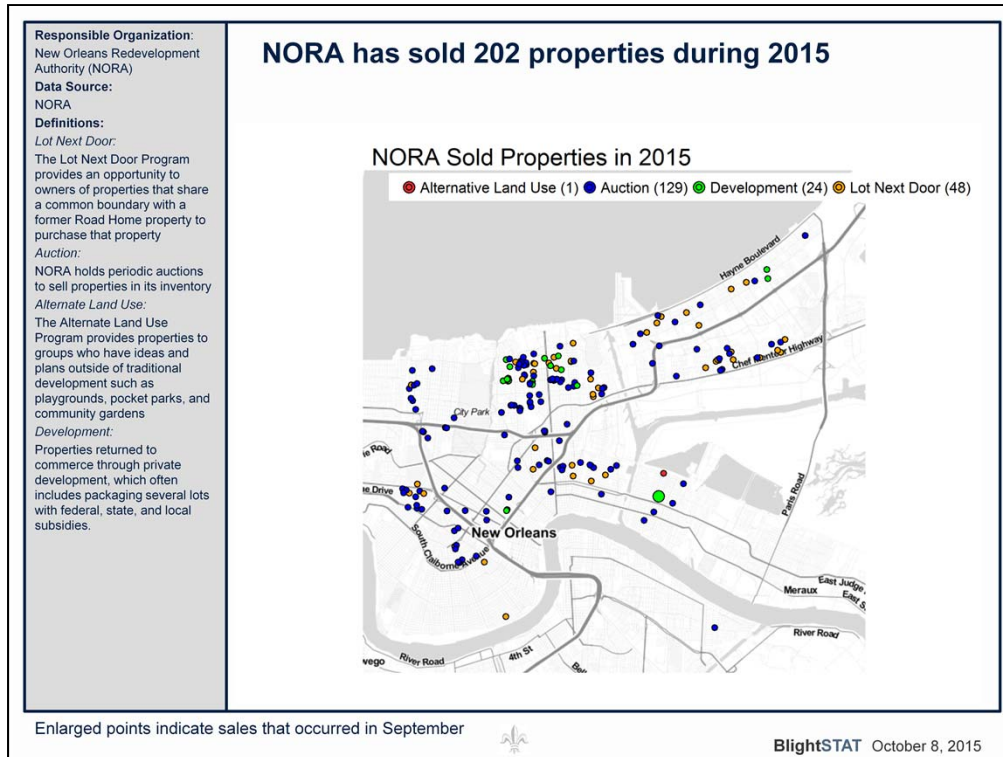 Responsible Organization:
New Orleans Redevelopment
Authority (NORA)
Data Source:
NORA
Definitions:
Lot Next Door:
The Lot Next Door Program
provides an opportunity to
owners of properties that share
a common boundary with a
former Road Home property to
purchase that property
Auction:
NORA holds periodic auctions
to sell properties in its inventory
Alternate Land Use:
The Alternate Land Use
Program provides properties to
groups who have ideas and
plans outside of traditional
development such as
playgrounds, pocket parks, and
community gardens
Development:
Properties returned to
commerce through private
development, which often
includes packaging several lots
with federal, state, and local
subsidies.
NORA has sold 202 properties during 2015
NORA Sold Properties in 2015
Alternative Land Use (1) Auction (129) Development (24) Lot Next Door (48)
Hayne Boulevard
Chef Menteur Highway
City Park
Road
Drive
Paris Road
New Orleans
South Claiborne Avenue
East Judge
Meraux
East S
River Road
4th St
River Road
wego
Be
Enlarged points indicate sales that occurred in September
BlightSTAT October 8, 2015